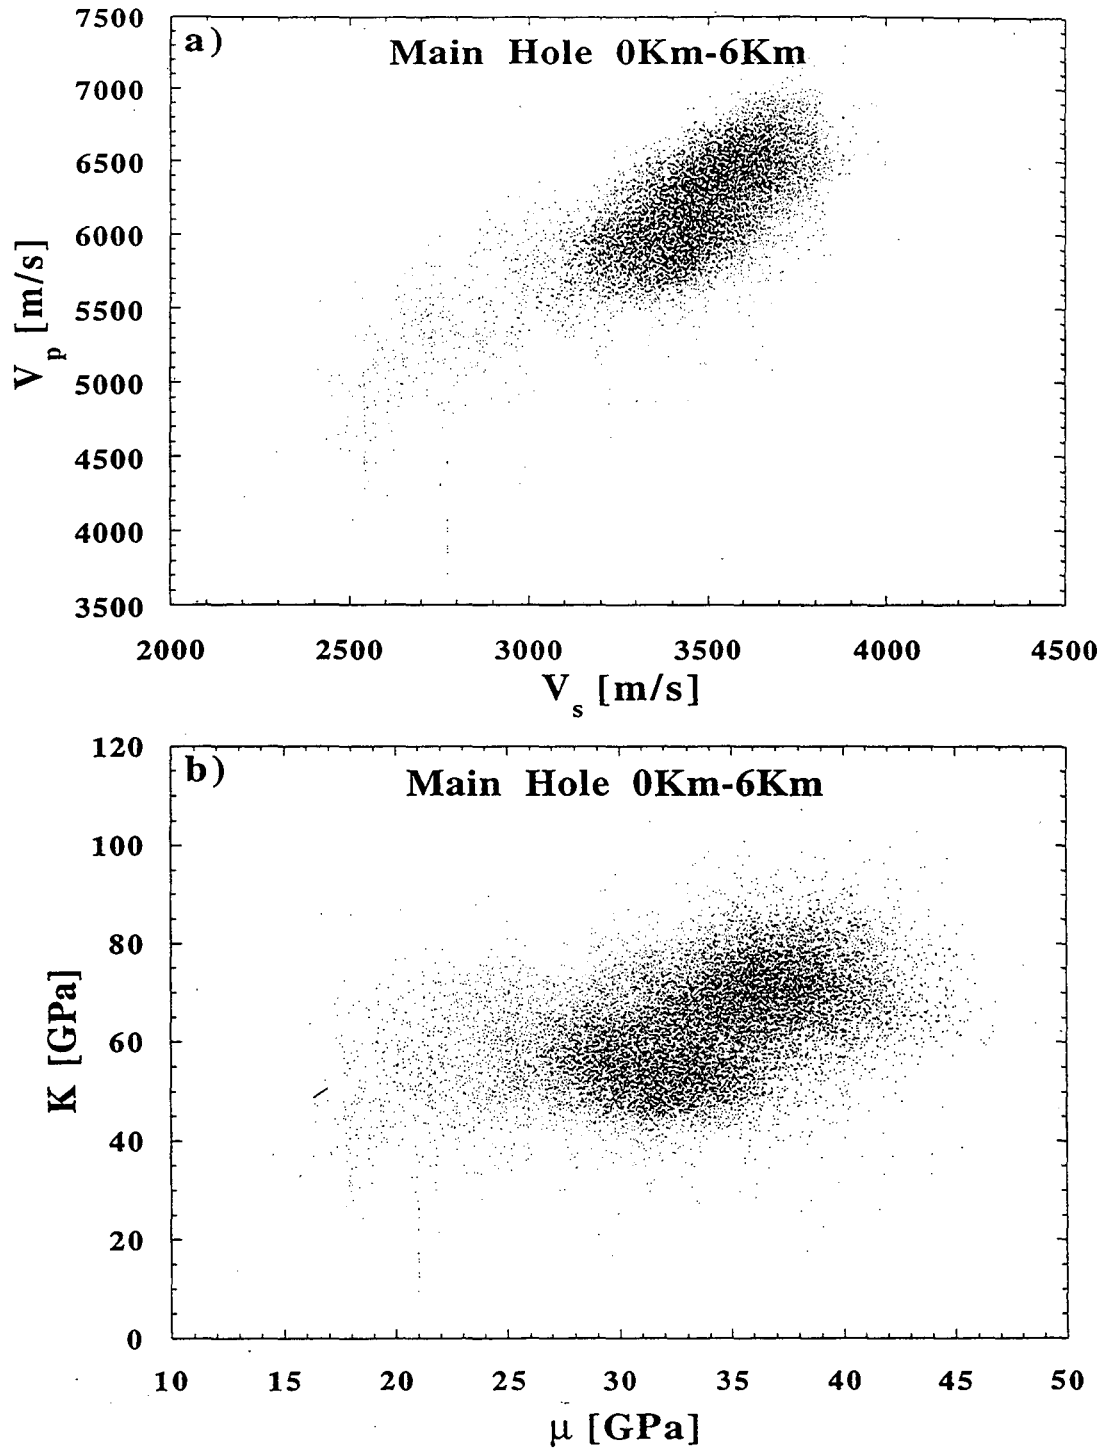 a)
Main Hole 0Km-6Km
7500
7000
6500
6000
5500
5000
4500
4000
3500
Vp [m/s]
2000 2500 3000 3500 4000 4500
Vs [m/s]
b)
Main Hole 0Km-6Km
120
100
80
60
40
20
0
K [GPa]
10 15 20 25 30 35 40 45 50
μ [GPa]